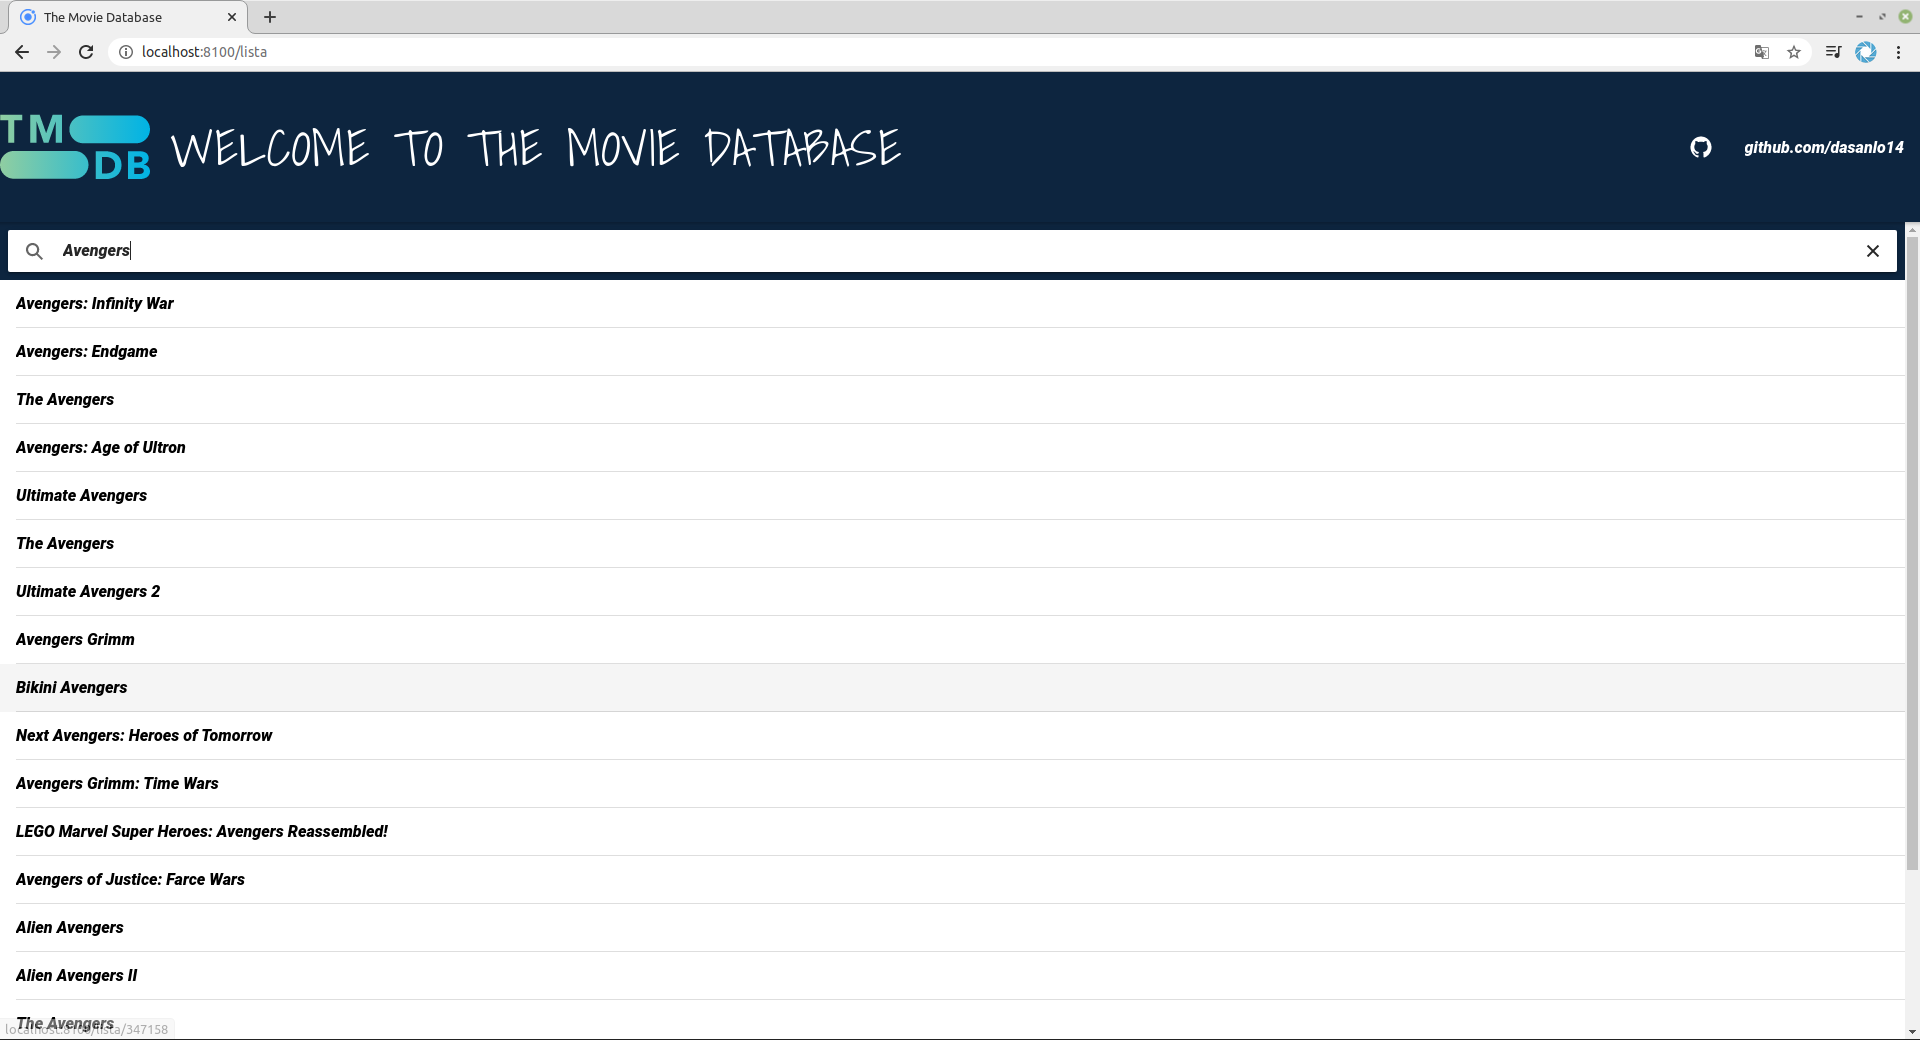 The Movie Database
localhost:8100/lista
TM
DB
WELCOME TO THE MOVIE DATABASE
github.com/dasanlo14
Avengers
Avengers: Infinity War
Avengers: Endgame
The Avengers
Avengers: Age of Ultron
Ultimate Avengers
The Avengers
Ultimate Avengers 2
Avengers Grimm
Bikini Avengers
Next Avengers: Heroes of Tomorrow
Avengers Grimm: Time Wars
LEGO Marvel Super Heroes: Avengers Reassembled!
Avengers of Justice: Farce Wars
Alien Avengers
Alien Avengers II
The Avengers
localhost:8100/lista/347158